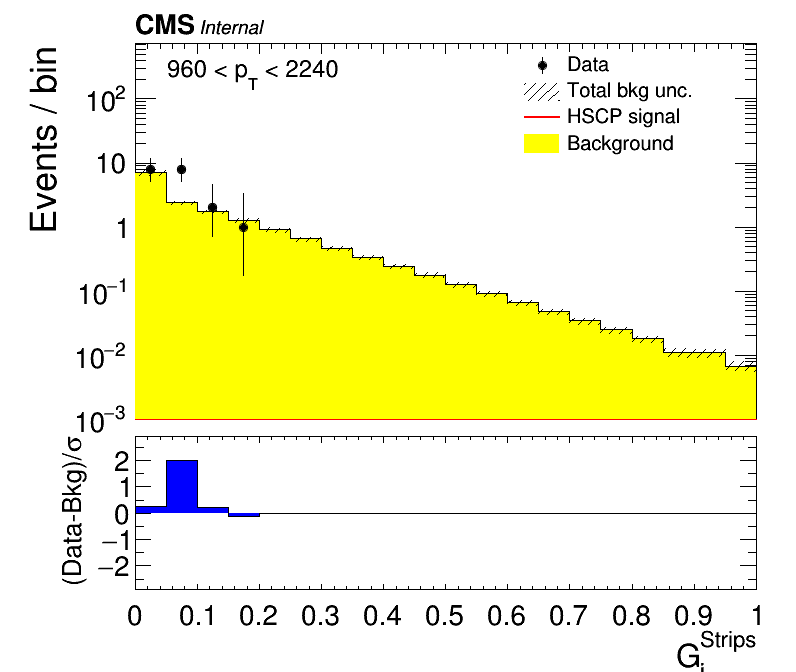 CMS Internal
960 < p_T < 2240
Data
Total bkg unc.
HSCP signal
Background
Events / bin
10²
10
1
10⁻¹
10⁻²
10⁻³
(Data-Bkg)/σ
2
1
0
−1
−2
0 0.1 0.2 0.3 0.4 0.5 0.6 0.7 0.8 0.9 1
G_i^Strips